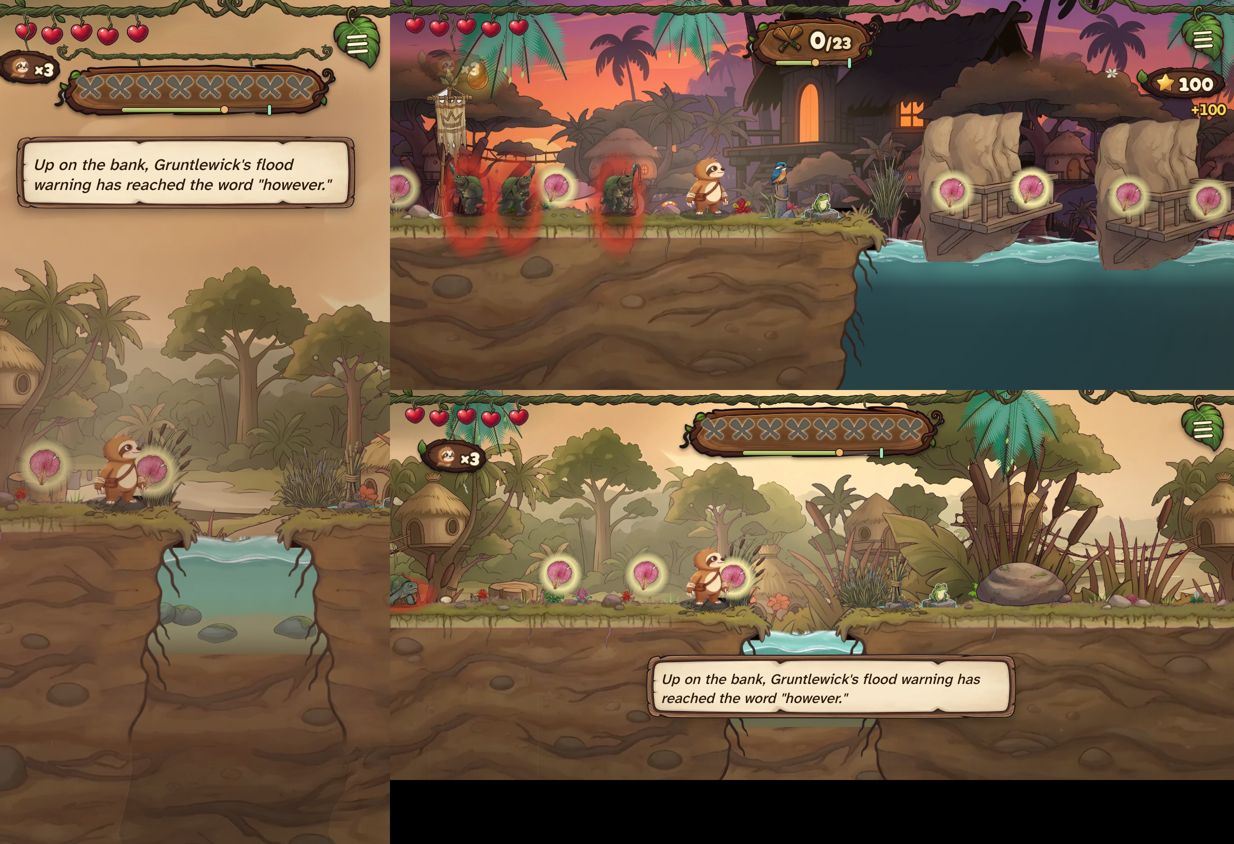 ×3
Up on the bank, Gruntlewick's flood
warning has reached the word "however."
×3
W
0/23
100
+100
×3
Up on the bank, Gruntlewick's flood warning has
reached the word "however."